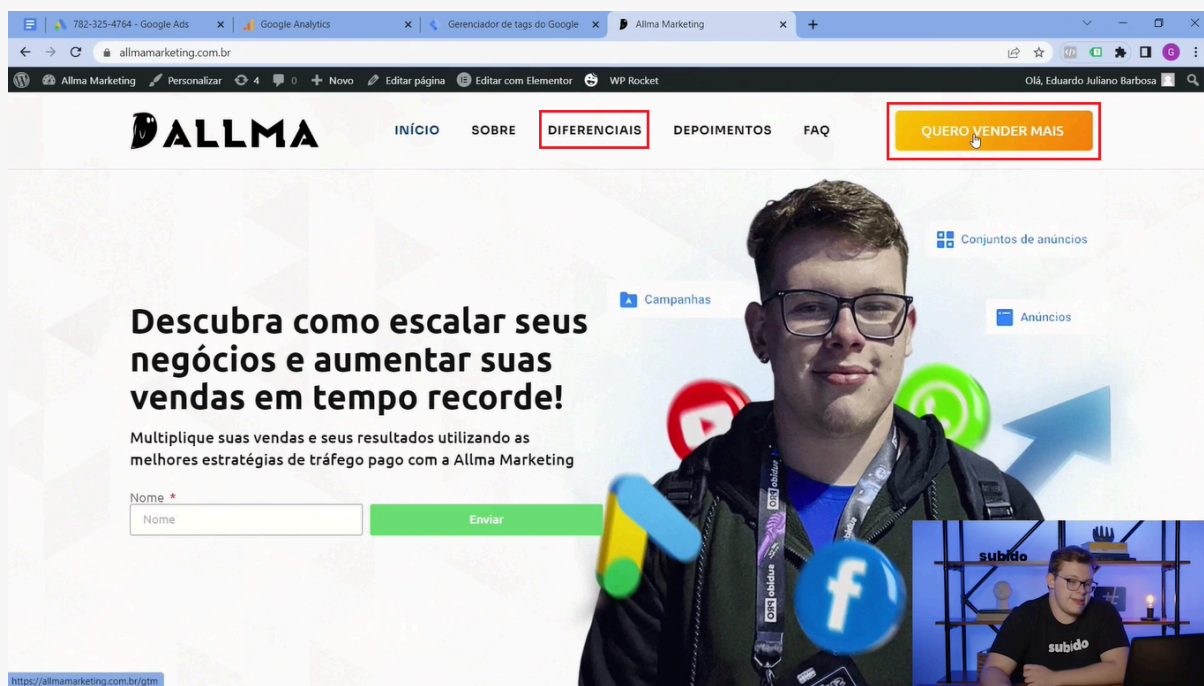 782-325-4764 - Google Ads
Google Analytics
Gerenciador de tags do Google
Allma Marketing
allmamarketing.com.br
G
Allma Marketing
Personalizar
4
0
Novo
Editar página
Editar com Elementor
WP Rocket
Olá, Eduardo Juliano Barbosa
ALLMA
INÍCIO
SOBRE
DIFERENCIAIS
DEPOIMENTOS
FAQ
QUERO VENDER MAIS
Conjuntos de anúncios
Campanhas
Anúncios
Descubra como escalar seus
negócios e aumentar suas
vendas em tempo recorde!
Multiplique suas vendas e seus resultados utilizando as
melhores estratégias de tráfego pago com a Allma Marketing
Nome *
Nome
Enviar
subido PRO
subido PRO
subido
subido
https://allmamarketing.com.br/gtm